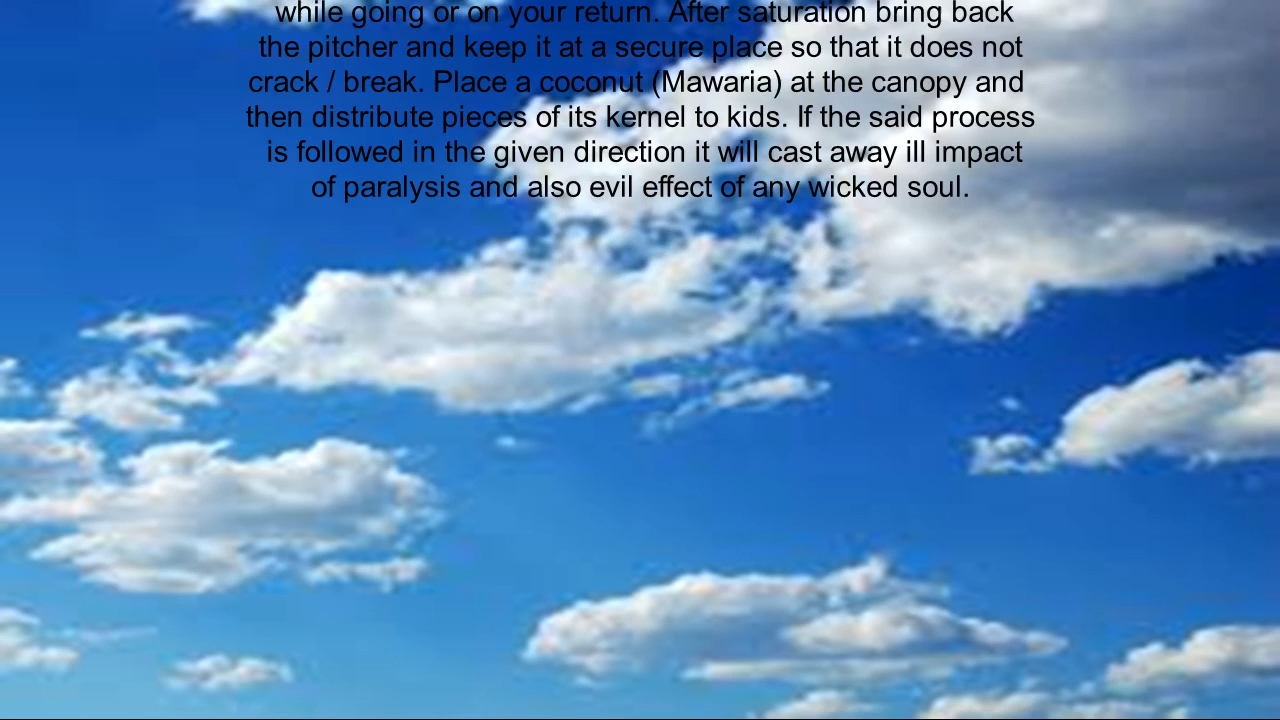 while going or on your return. After saturation bring back
the pitcher and keep it at a secure place so that it does not
crack / break. Place a coconut (Mawaria) at the canopy and
then distribute pieces of its kernel to kids. If the said process
is followed in the given direction it will cast away ill impact
of paralysis and also evil effect of any wicked soul.